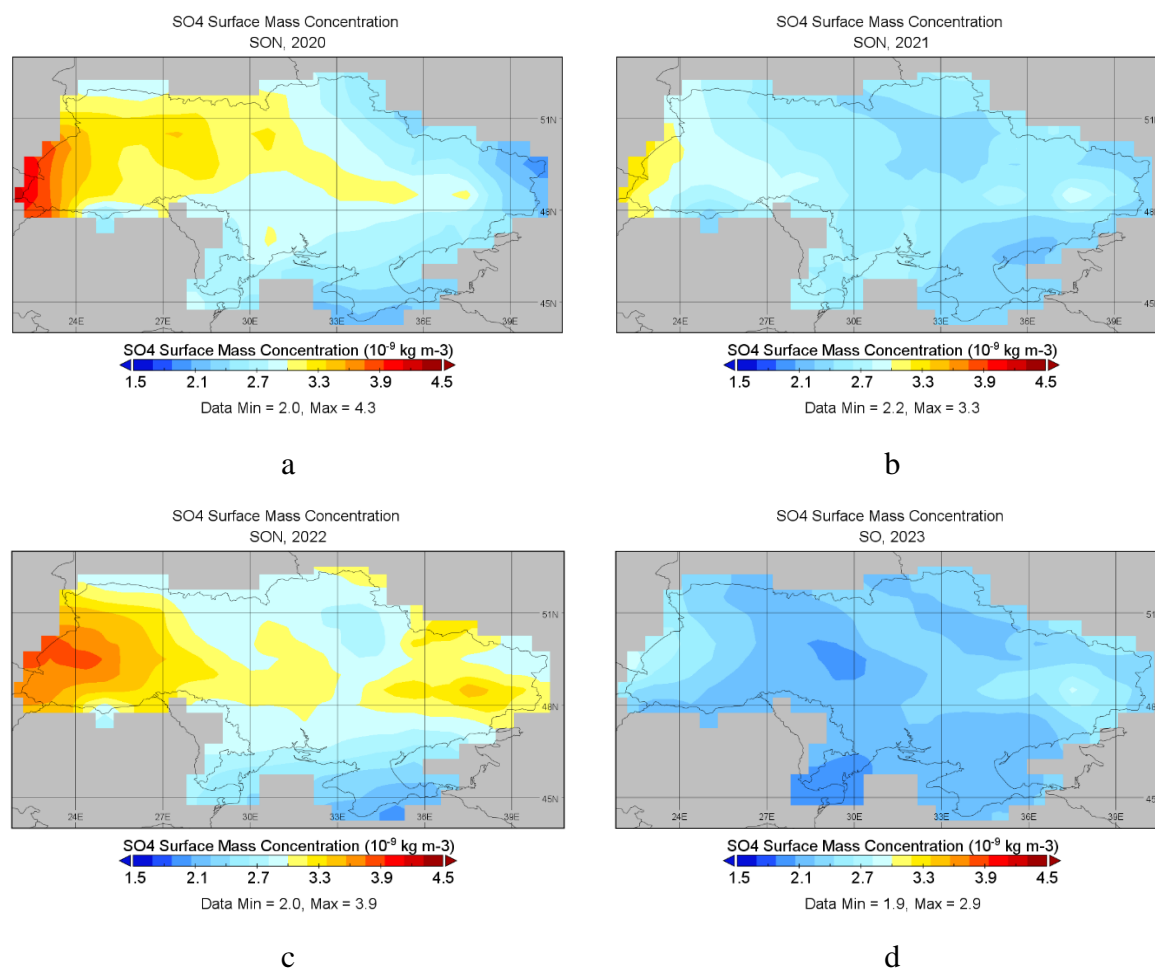 SO4 Surface Mass Concentration
SON, 2020
51N
48N
45N
24E
27E
30E
33E
36E
39E
SO4 Surface Mass Concentration (10-9 kg m-3)
1.5 2.1 2.7 3.3 3.9 4.5
Data Min = 2.0, Max = 4.3
a
SO4 Surface Mass Concentration
SON, 2021
51N
48N
45N
24E
27E
30E
33E
36E
39E
SO4 Surface Mass Concentration (10-9 kg m-3)
1.5 2.1 2.7 3.3 3.9 4.5
Data Min = 2.2, Max = 3.3
b
SO4 Surface Mass Concentration
SON, 2022
51N
48N
45N
24E
27E
30E
33E
36E
39E
SO4 Surface Mass Concentration (10-9 kg m-3)
1.5 2.1 2.7 3.3 3.9 4.5
Data Min = 2.0, Max = 3.9
c
SO4 Surface Mass Concentration
SO, 2023
51N
48N
45N
24E
27E
30E
33E
36E
39E
SO4 Surface Mass Concentration (10-9 kg m-3)
1.5 2.1 2.7 3.3 3.9 4.5
Data Min = 1.9, Max = 2.9
d